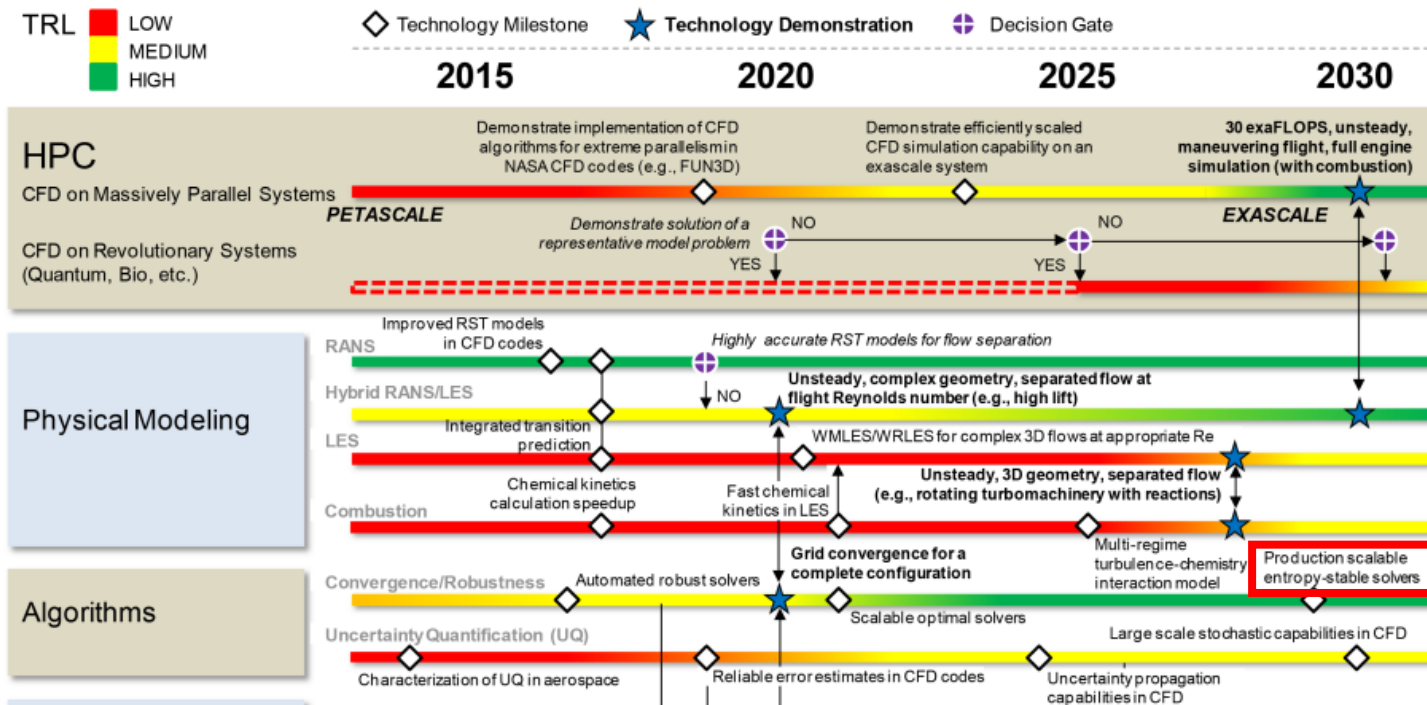 TRL
LOW
MEDIUM
HIGH
Technology Milestone
Technology Demonstration
Decision Gate
2015
2020
2025
2030
HPC
CFD on Massively Parallel Systems
Demonstrate implementation of CFD
algorithms for extreme parallelism in
NASA CFD codes (e.g., FUN3D)
Demonstrate efficiently scaled
CFD simulation capability on an
exascale system
30 exaFLOPS, unsteady,
maneuvering flight, full engine
simulation (with combustion)
PETASCALE
EXASCALE
CFD on Revolutionary Systems
(Quantum, Bio, etc.)
Demonstrate solution of a
representative model problem
NO
NO
YES
YES
Physical Modeling
RANS
Improved RST models
in CFD codes
Highly accurate RST models for flow separation
Hybrid RANS/LES
NO
Unsteady, complex geometry, separated flow at
flight Reynolds number (e.g., high lift)
Integrated transition
prediction
LES
WMLES/WRLES for complex 3D flows at appropriate Re
Chemical kinetics
calculation speedup
Fast chemical
kinetics in LES
Unsteady, 3D geometry, separated flow
(e.g., rotating turbomachinery with reactions)
Combustion
Multi-regime
turbulence-chemistry
interaction model
Grid convergence for a
complete configuration
Production scalable
entropy-stable solvers
Algorithms
Convergence/Robustness
Automated robust solvers
Scalable optimal solvers
Uncertainty Quantification (UQ)
Large scale stochastic capabilities in CFD
Characterization of UQ in aerospace
Reliable error estimates in CFD codes
Uncertainty propagation
capabilities in CFD